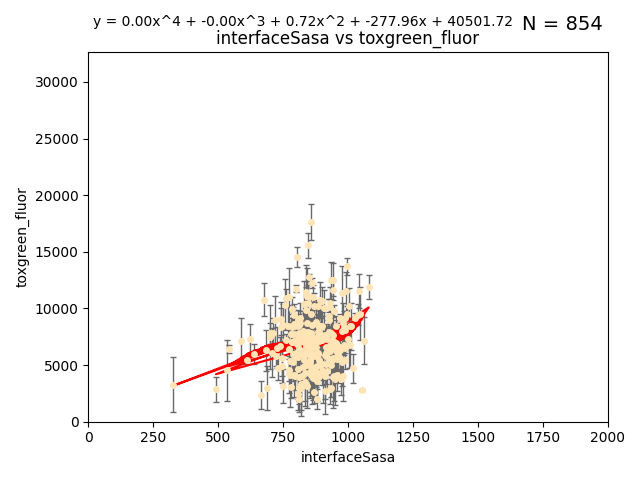 y = 0.00x^4 + -0.00x^3 + 0.72x^2 + -277.96x + 40501.72
N = 854
interfaceSasa vs toxgreen_fluor
30000
25000
20000
15000
10000
5000
0
toxgreen_fluor
0 250 500 750 1000 1250 1500 1750 2000
interfaceSasa